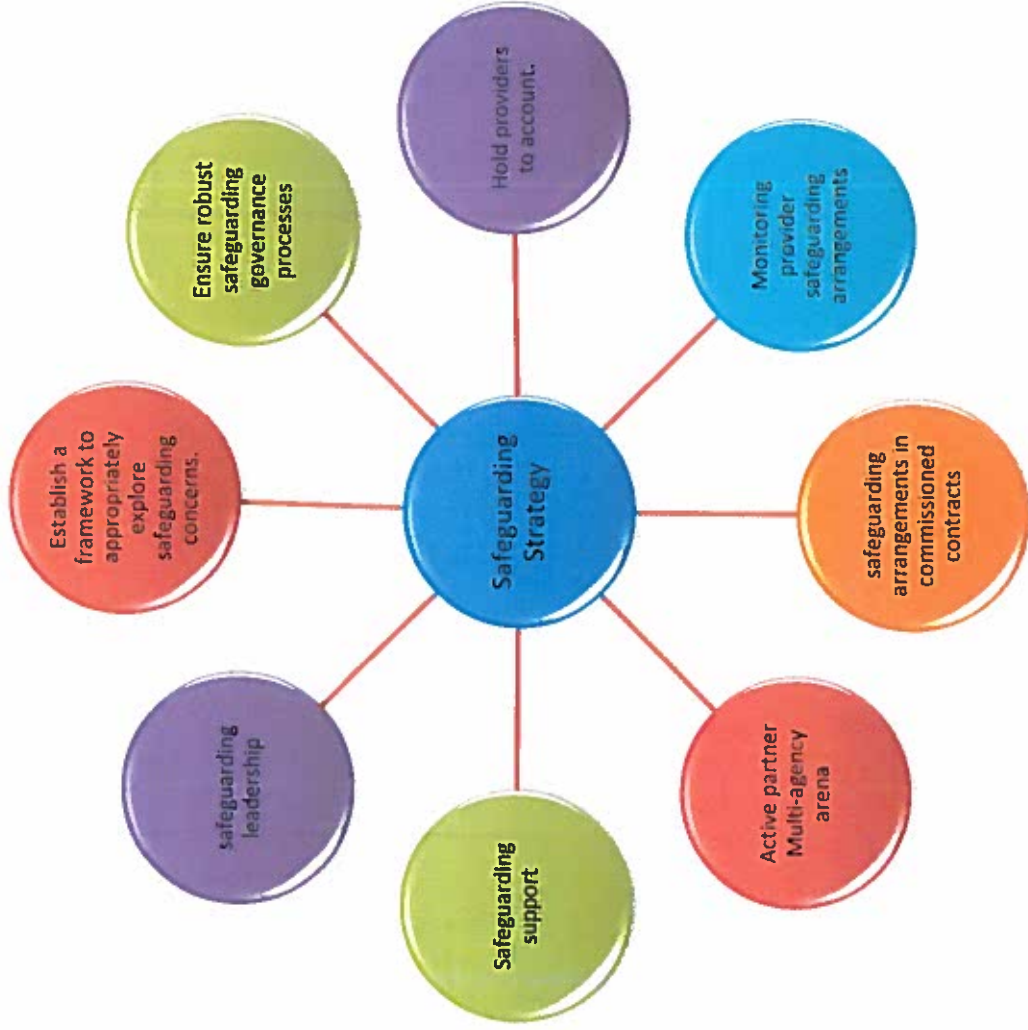 Safeguarding
support
safeguarding
leadership
Active partner
Multi-agency
arena
Safeguarding
Strategy
Establish a
framework to
appropriately
explore
safeguarding
concerns.
safeguarding
arrangements in
commissioned
contracts
Ensure robust
safeguarding
governance
processes
Monitoring
provider
safeguarding
arrangements
Hold providers
to account.